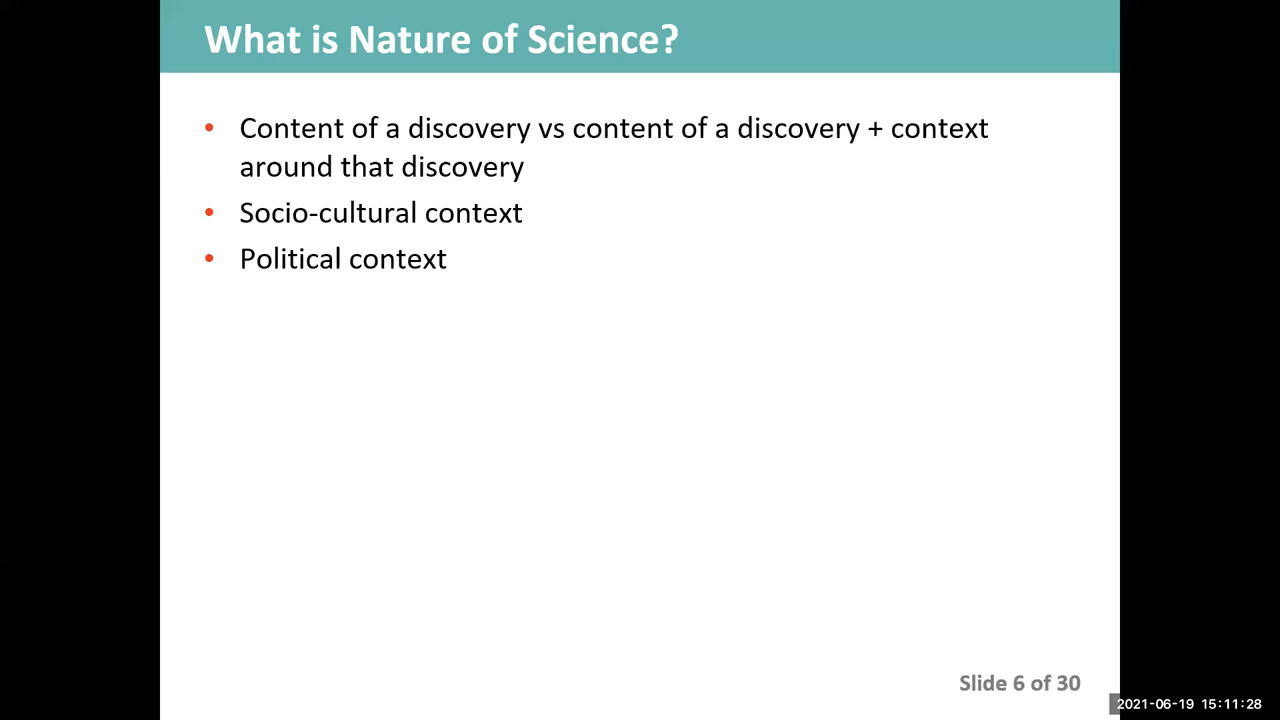 What is Nature of Science?
• Content of a discovery vs content of a discovery + context
around that discovery
• Socio-cultural context
• Political context
Slide 6 of 30
2021-06-19 15:11:28